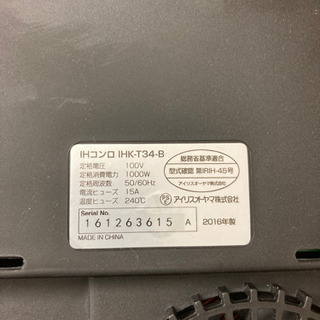 IHコンロ IHK-T34-B
定格電圧 100V
定格消費電力 1000W
定格周波数 50/60Hz
電流ヒューズ 15A
温度ヒューズ 240℃
総務省基準適合
型式確認 第IRIH-45号
アイリスオーヤマ株式会社
Serial No.
161263615 A
MADE IN CHINA
アイリスオーヤマ株式会社
2016年製